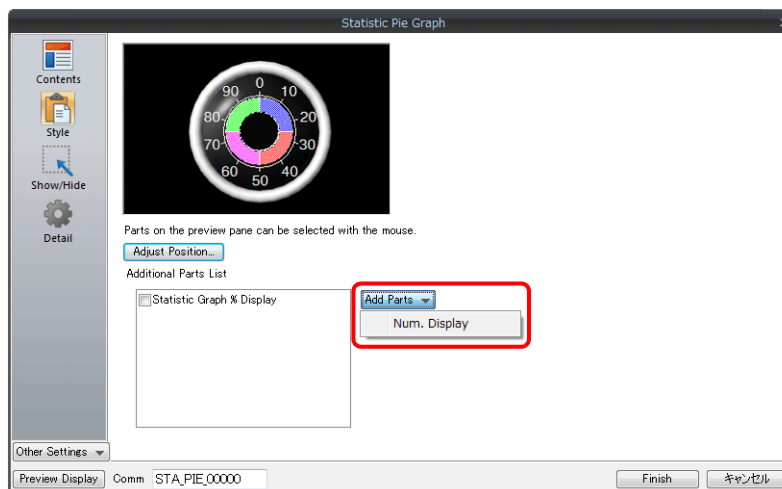 Statistic Pie Graph
Contents
Style
Show/Hide
Detail
0
10
20
30
40
50
60
70
80
90
Parts on the preview pane can be selected with the mouse.
Adjust Position...
Additional Parts List
Statistic Graph % Display
Add Parts
Num. Display
Other Settings
Preview Display Comm STA_PIE_00000 Finish キャンセル